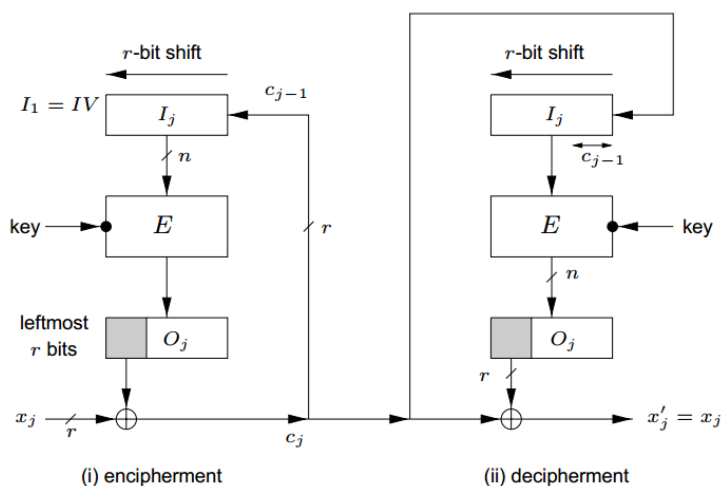 r-bit shift
I₁ = IV
c_{j−1}
I_j
n
key
E
r
leftmost
r bits
O_j
x_j
r
c_j
(i) encipherment
r-bit shift
I_j
c_{j−1}
E
key
n
O_j
r
x′_j = x_j
(ii) decipherment